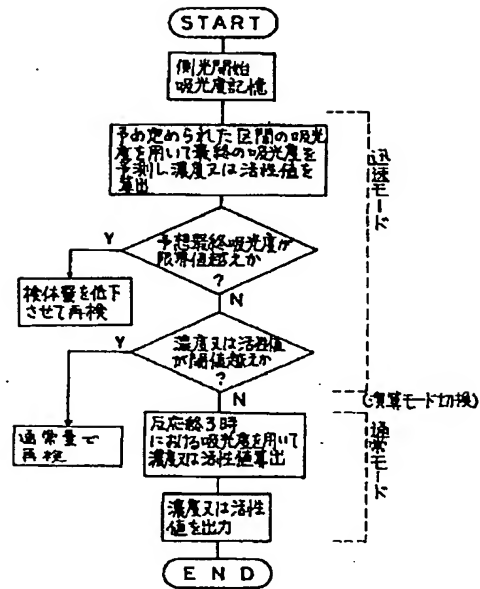 START
側光開始
吸光度記憶
予め定められた区間の吸光
度を用いて最終の吸光度を
予測し濃度又は活性値を
算出
迅速モード
Y
予想最終吸光度が
限界値越えか
?
検体量を低下
させて再検
N
Y
濃度又は活性値
が閾値越えか
?
N
(演算モード切換)
通常量で
再検
反応終了時
における吸光度を用いて
濃度又は活性値算出
通常モード
濃度又は活性
値を出力
END